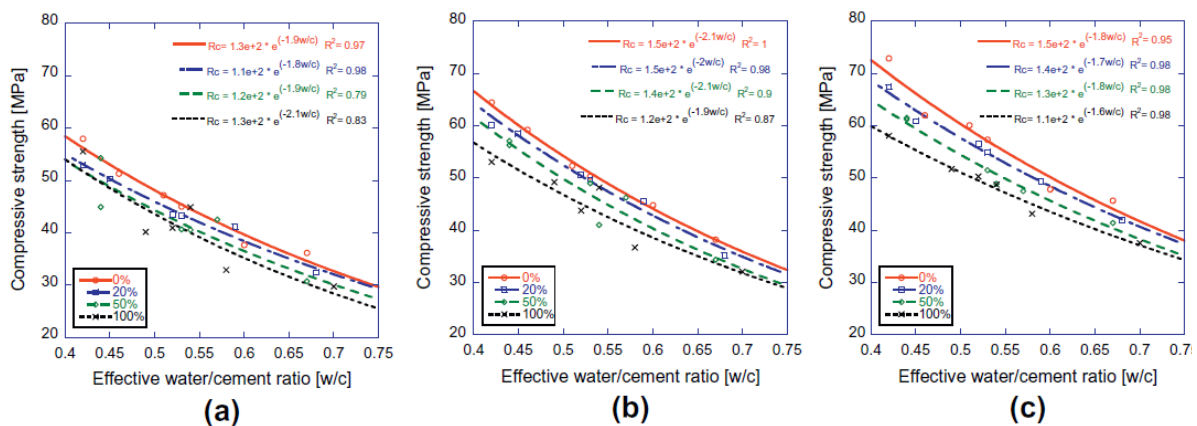 80
70
60
50
40
30
20
Compressive strength [MPa]
Rc= 1.3e+2 * e(-1.9w/c) R2= 0.97
Rc= 1.1e+2 * e(-1.8w/c) R2= 0.98
Rc = 1.2e+2 * e(-1.9w/c) R2= 0.79
Rc = 1.3e+2 * e(-2.1w/c) R2= 0.83
0%
20%
50%
100%
0.4 0.45 0.5 0.55 0.6 0.65 0.7 0.75
Effective water/cement ratio [w/c]
(a)
80
70
60
50
40
30
20
Compressive strength [MPa]
Rc = 1.5e+2 * e(-2.1w/c) R2= 1
Rc = 1.5e+2 * e(-2w/c) R2= 0.98
Rc = 1.4e+2 * e(-2.1w/c) R2= 0.9
Rc = 1.2e+2 * e(-1.9w/c) R2= 0.87
0%
20%
50%
100%
0.4 0.45 0.5 0.55 0.6 0.65 0.7 0.75
Effective water/cement ratio [w/c]
(b)
80
70
60
50
40
30
20
Compressive strength [MPa]
Rc = 1.5e+2 * e(-1.8w/c) R2= 0.95
Rc = 1.4e+2 * e(-1.7w/c) R2= 0.98
Rc = 1.3e+2 * e(-1.8w/c) R2= 0.98
Rc = 1.1e+2 * e(-1.6w/c) R2= 0.98
0%
20%
50%
100%
0.4 0.45 0.5 0.55 0.6 0.65 0.7 0.75
Effective water/cement ratio [w/c]
(c)